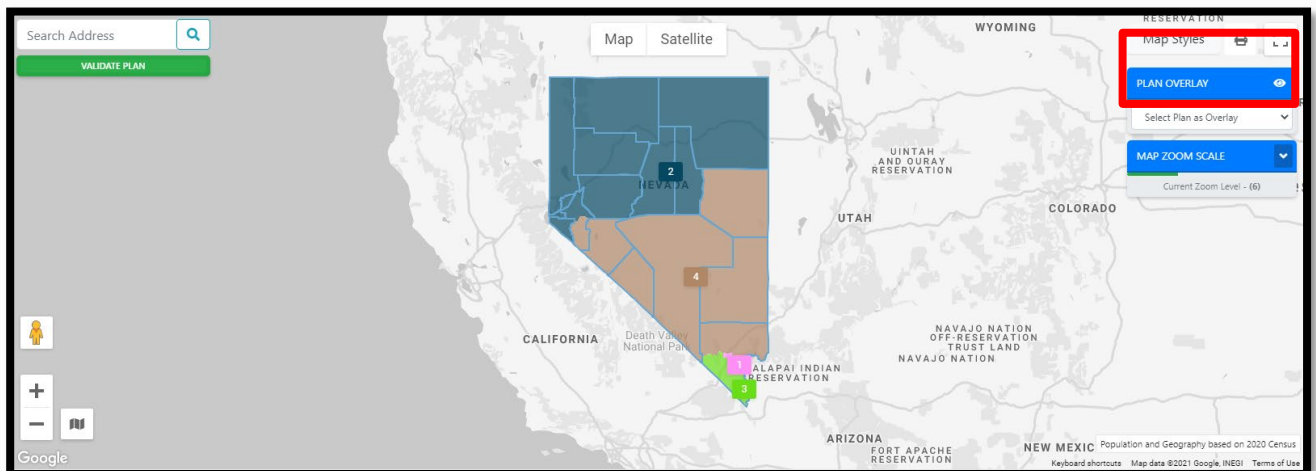 Search Address
VALIDATE PLAN
Map Satellite
WYOMING
RESERVATION
Map Styles
PLAN OVERLAY
Select Plan as Overlay
MAP ZOOM SCALE
Current Zoom Level - (6)
UINTAH
AND OURAY
RESERVATION
2
NEVADA
COLORADO
UTAH
4
CALIFORNIA
Death Valley
National Park
NAVAJO NATION
OFF-RESERVATION
TRUST LAND
NAVAJO NATION
1
ALAPAI INDIAN
RESERVATION
3
ARIZONA
FORT APACHE
RESERVATION
NEW MEXIC
Population and Geography based on 2020 Census
Google
Keyboard shortcuts Map data ©2021 Google, INEGI Terms of Use